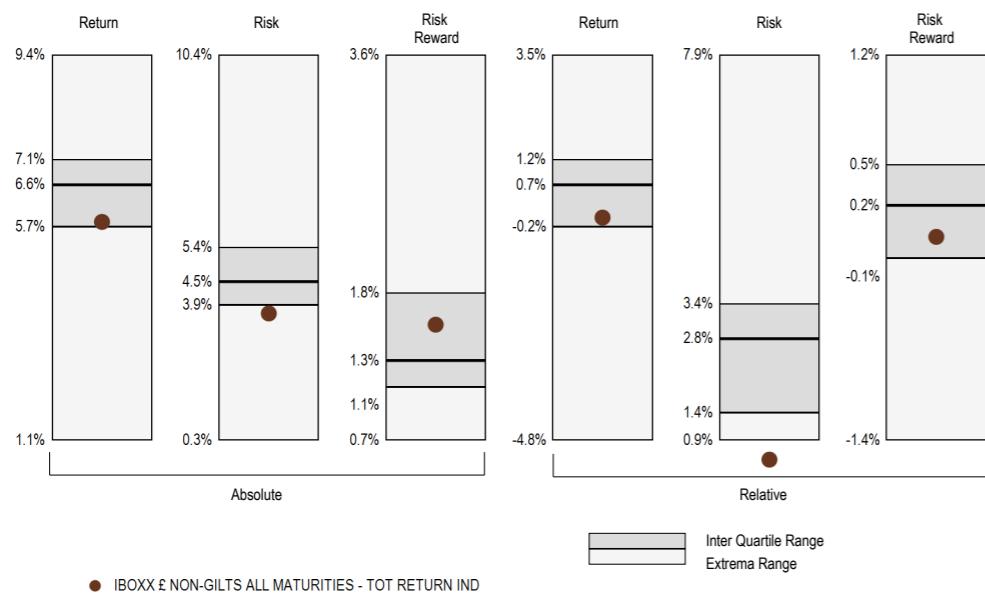 Return
Risk
Risk
Reward
Return
Risk
Risk
Reward
9.4%
7.1%
6.6%
5.7%
1.1%
10.4%
5.4%
4.5%
3.9%
0.3%
3.6%
1.8%
1.3%
1.1%
0.7%
3.5%
1.2%
0.7%
-0.2%
-4.8%
7.9%
3.4%
2.8%
1.4%
0.9%
1.2%
0.5%
0.2%
-0.1%
-1.4%
Absolute
Relative
Inter Quartile Range
Extrema Range
IBOXX £ NON-GILTS ALL MATURITIES - TOT RETURN IND